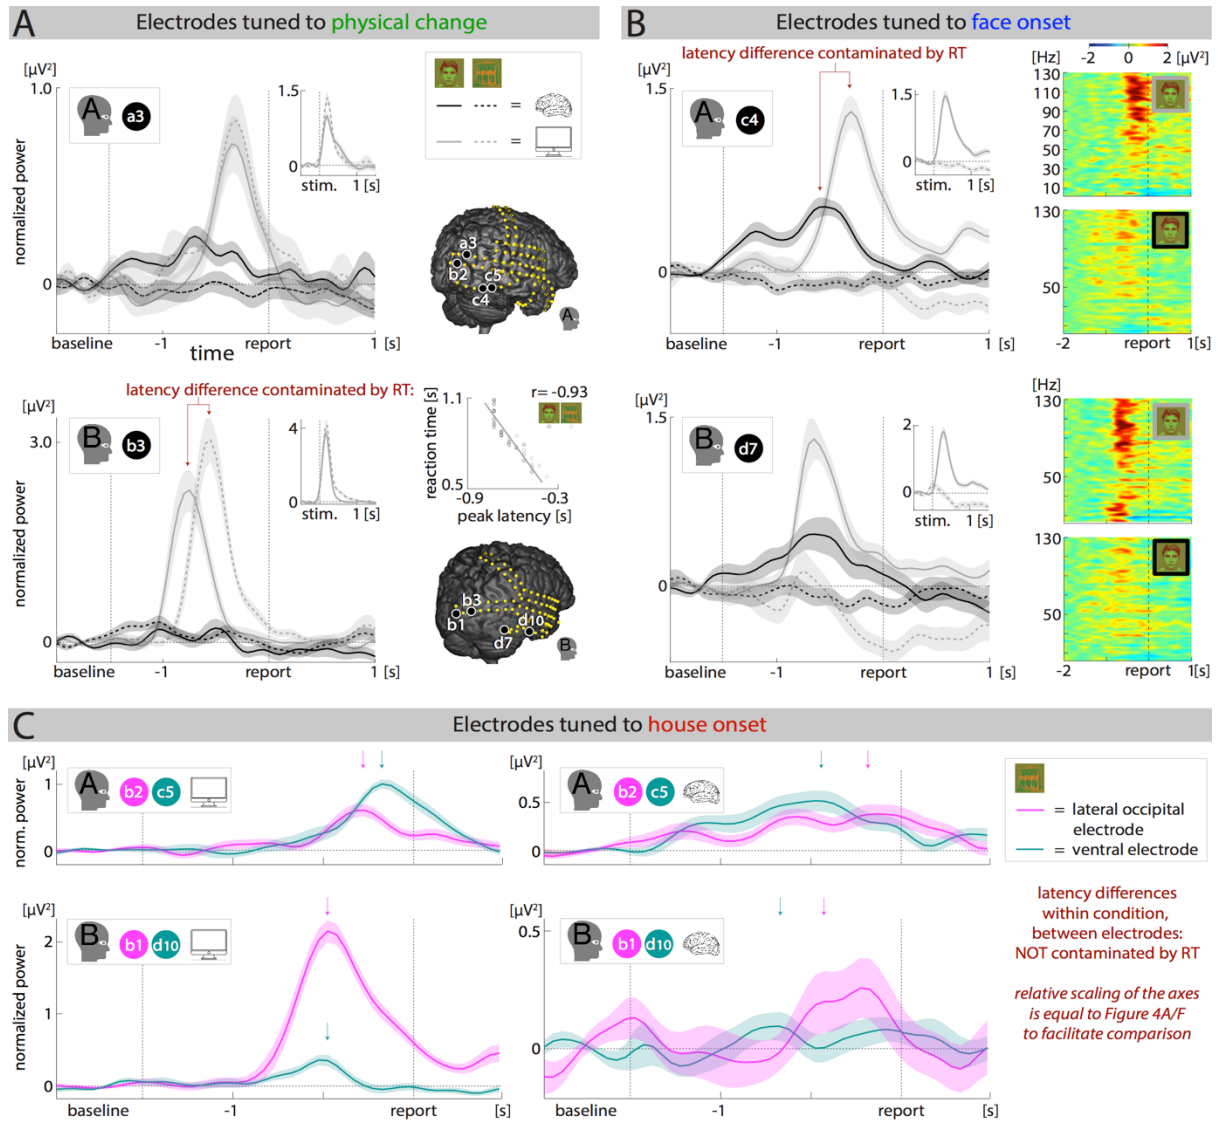 A Electrodes tuned to physical change
[µV²]
1.0
0
normalized power
A a3
1.5
0
stim. 1 [s]
= 
= 
a3
b2
c5
c4
A
baseline -1 report 1 [s]
time
latency difference contaminated by RT:
[µV²]
3.0
0
normalized power
B b3
4
0
stim. 1 [s]
r= -0.93
reaction time [s]
1.1
0.5
-0.9 -0.3
peak latency [s]
b3
b1
d10
d7
B
baseline -1 report 1 [s]
B Electrodes tuned to face onset
latency difference contaminated by RT
[µV²]
1.5
0
A c4
1.5
0
stim. 1 [s]
baseline -1 report 1 [s]
-2 0 2 [µV²]
[Hz]
130
110
90
70
50
30
10
130
50
-2 report 1[s]
[µV²]
1.5
0
B d7
2
0
stim. 1 [s]
baseline -1 report 1 [s]
[Hz]
130
50
130
50
-2 report 1[s]
C Electrodes tuned to house onset
[µV²]
1
0
norm. power
A b2 c5
[µV²]
0.5
0
A b2 c5
= lateral occipital
electrode
= ventral electrode
[µV²]
2
1
0
normalized power
B b1 d10
baseline -1 report [s]
[µV²]
0.5
0
B b1 d10
baseline -1 report [s]
latency differences
within condition,
between electrodes:
NOT contaminated by RT
relative scaling of the axes
is equal to Figure 4A/F
to facilitate comparison